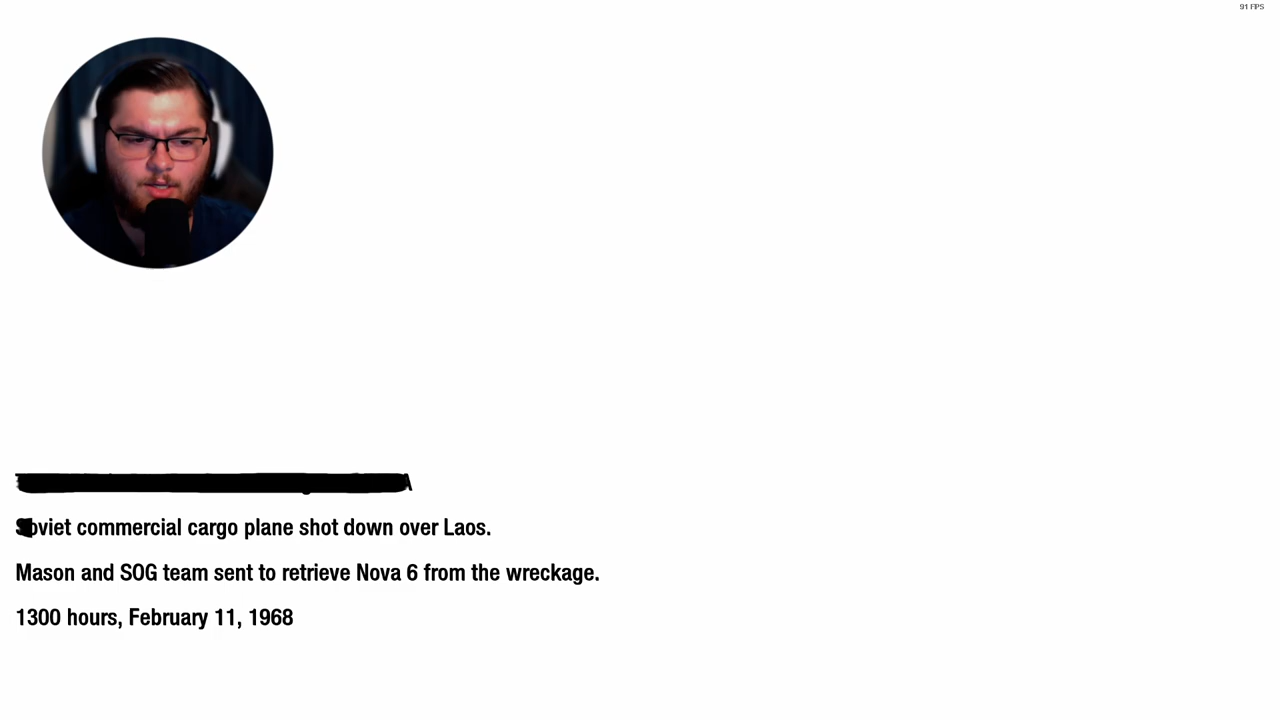 91 FPS
Soviet commercial cargo plane shot down over Laos.
Mason and SOG team sent to retrieve Nova 6 from the wreckage.
1300 hours, February 11, 1968